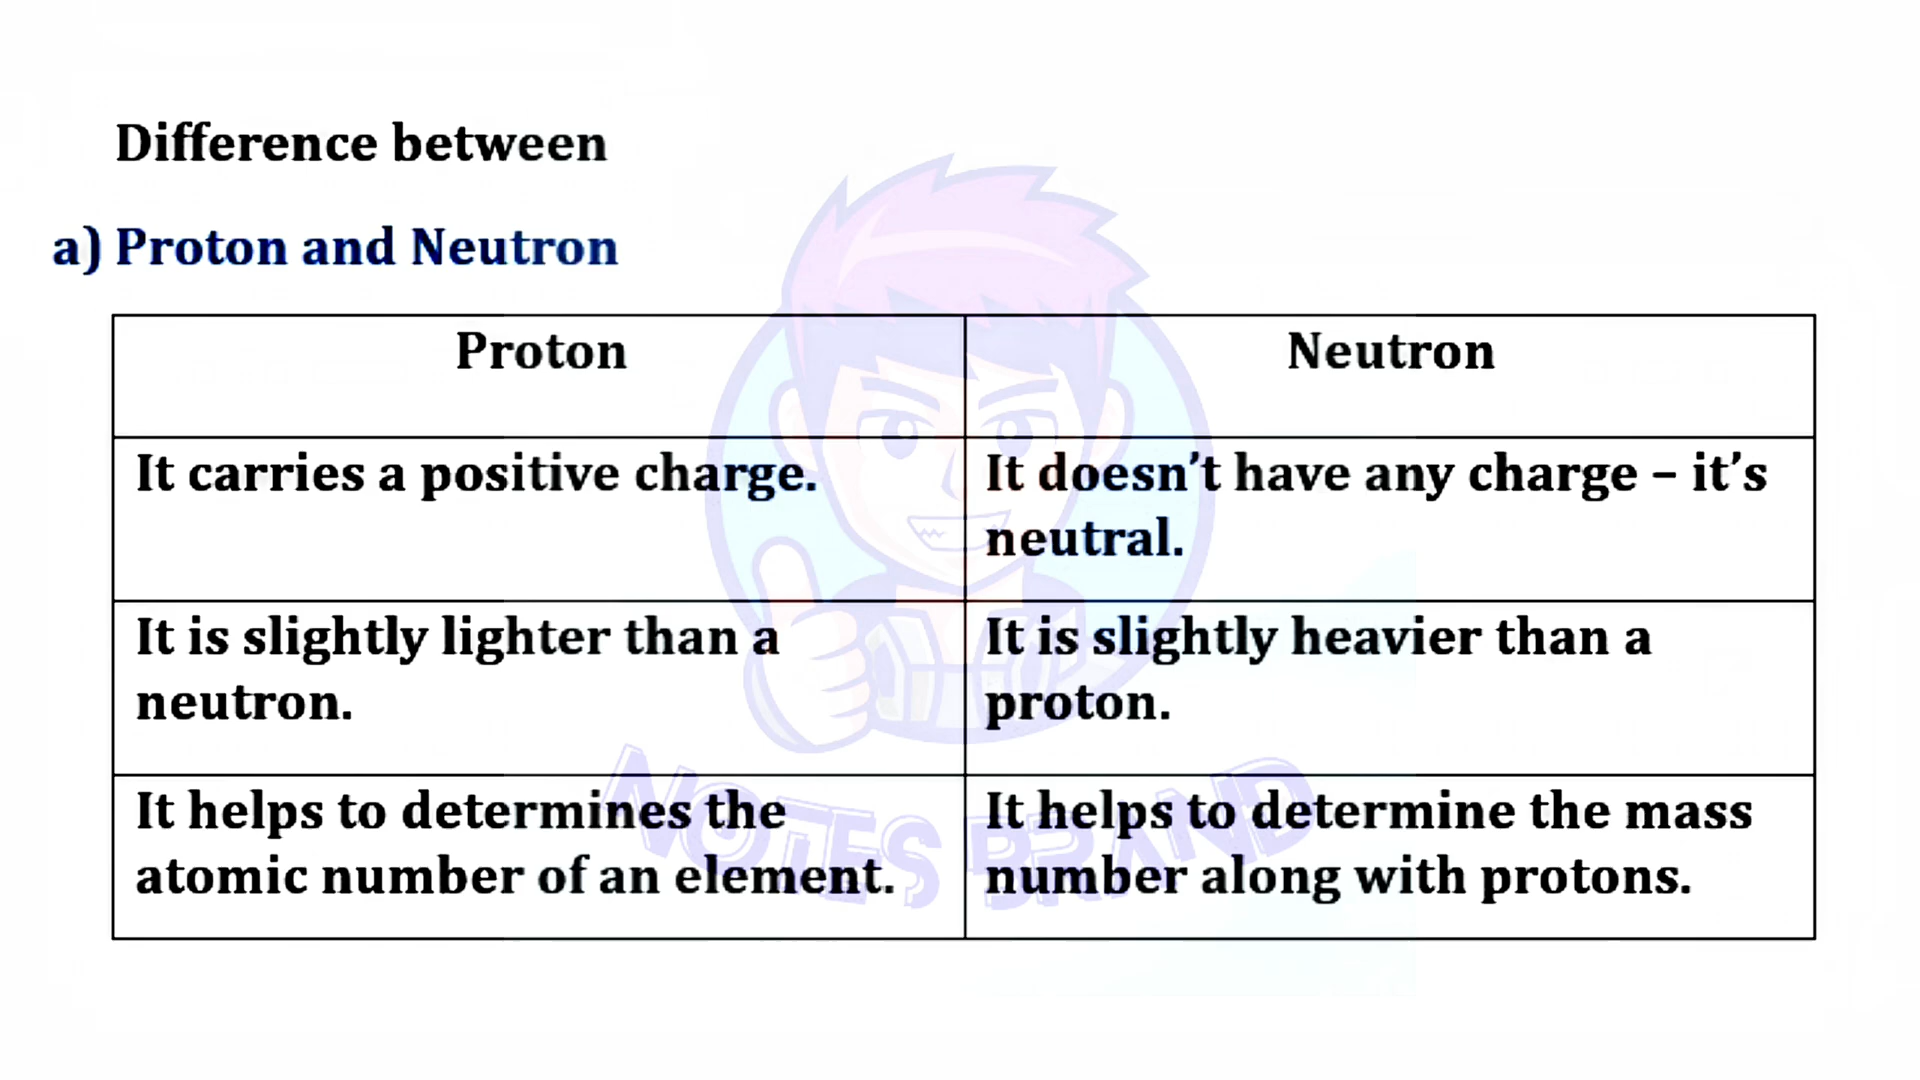 Difference between
a) Proton and Neutron
Proton
Neutron
It carries a positive charge.
It doesn’t have any charge – it’s
neutral.
It is slightly lighter than a
neutron.
It is slightly heavier than a
proton.
It helps to determines the
atomic number of an element.
It helps to determine the mass
number along with protons.
NOTES BRAND